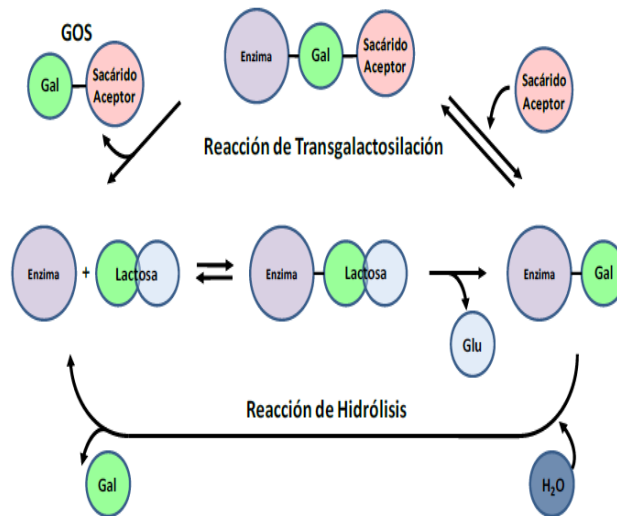 GOS
Gal
Sacárido
Aceptor
Enzima
Gal
Sacárido
Aceptor
Sacárido
Aceptor
Reacción de Transgalactosilación
Enzima
+
Lactosa
Enzima
Lactosa
Enzima
Gal
Glu
Reacción de Hidrólisis
Gal
H₂O